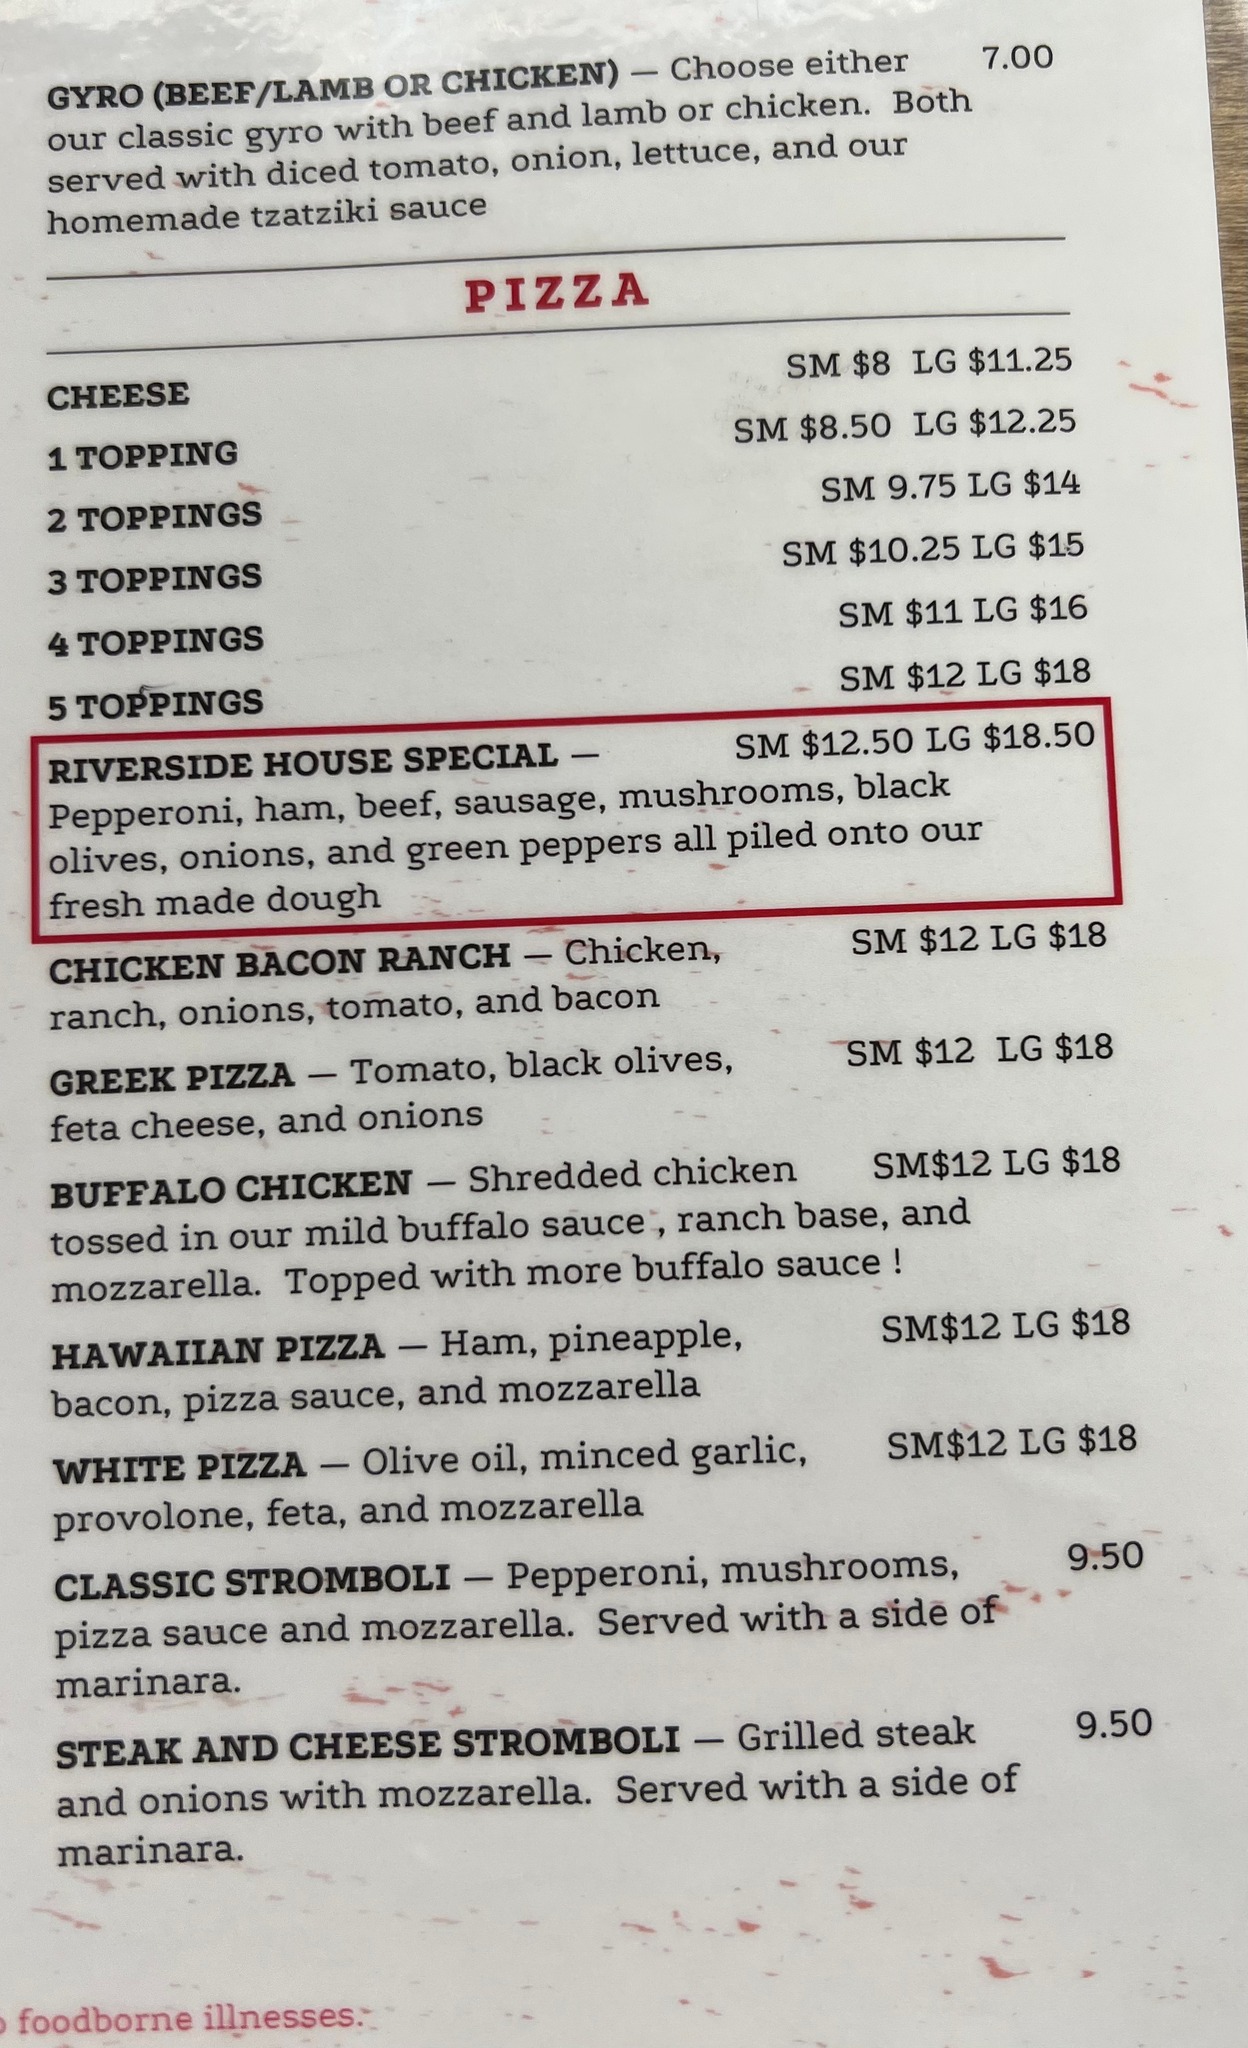 GYRO (BEEF/LAMB OR CHICKEN) — Choose either 7.00
our classic gyro with beef and lamb or chicken. Both
served with diced tomato, onion, lettuce, and our
homemade tzatziki sauce
PIZZA
CHEESE SM $8 LG $11.25
1 TOPPING SM $8.50 LG $12.25
2 TOPPINGS SM 9.75 LG $14
3 TOPPINGS SM $10.25 LG $15
4 TOPPINGS SM $11 LG $16
5 TOPPINGS SM $12 LG $18
RIVERSIDE HOUSE SPECIAL — SM $12.50 LG $18.50
Pepperoni, ham, beef, sausage, mushrooms, black
olives, onions, and green peppers all piled onto our
fresh made dough
CHICKEN BACON RANCH — Chicken, SM $12 LG $18
ranch, onions, tomato, and bacon
GREEK PIZZA — Tomato, black olives, SM $12 LG $18
feta cheese, and onions
BUFFALO CHICKEN — Shredded chicken SM$12 LG $18
tossed in our mild buffalo sauce , ranch base, and
mozzarella. Topped with more buffalo sauce !
HAWAIIAN PIZZA — Ham, pineapple, SM$12 LG $18
bacon, pizza sauce, and mozzarella
WHITE PIZZA — Olive oil, minced garlic, SM$12 LG $18
provolone, feta, and mozzarella
CLASSIC STROMBOLI — Pepperoni, mushrooms, 9.50
pizza sauce and mozzarella. Served with a side of
marinara.
STEAK AND CHEESE STROMBOLI — Grilled steak 9.50
and onions with mozzarella. Served with a side of
marinara.
foodborne illnesses.